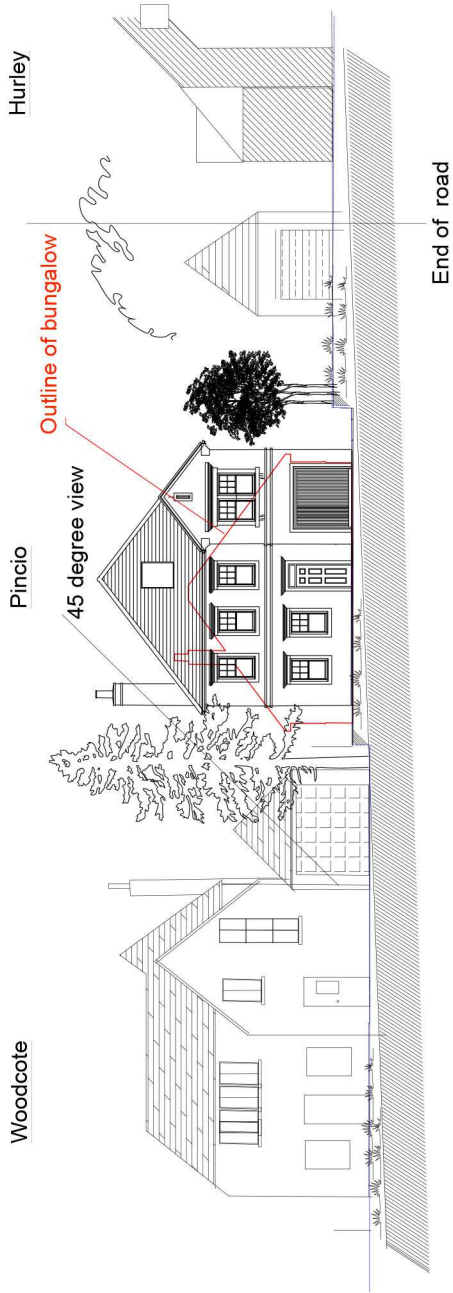 Woodcote
Pincio
Hurley
45 degree view
Outline of bungalow
End of road